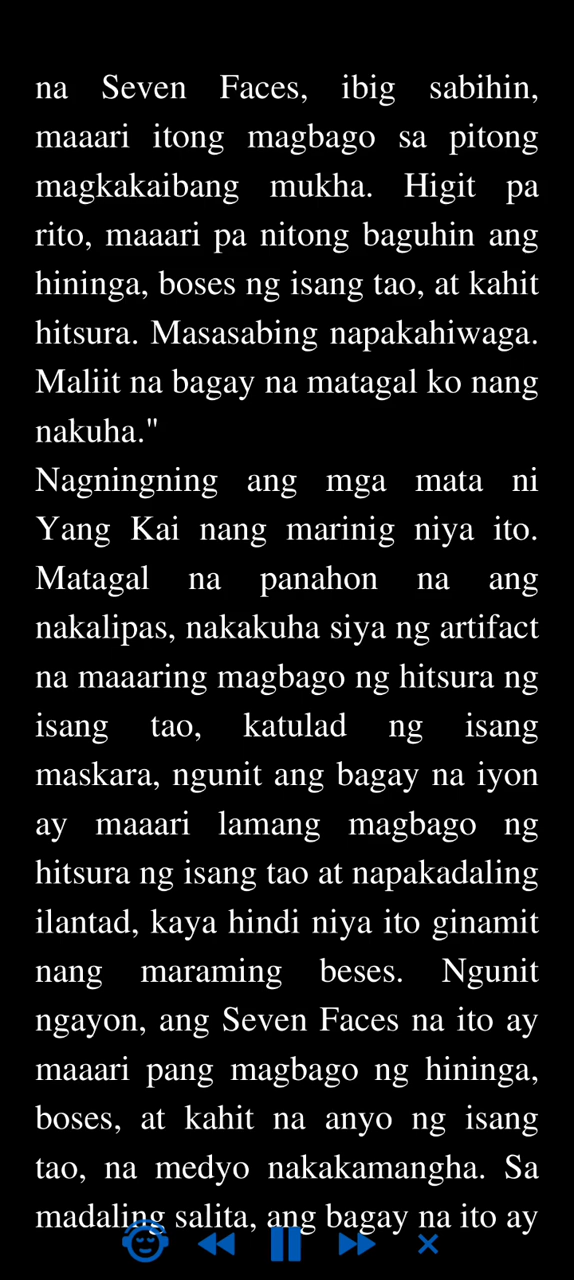 na Seven Faces, ibig sabihin,
maaari itong magbago sa pitong
magkakaibang mukha. Higit pa
rito, maaari pa nitong baguhin ang
hininga, boses ng isang tao, at kahit
hitsura. Masasabing napakahiwaga.
Maliit na bagay na matagal ko nang
nakuha."
Nagningning ang mga mata ni
Yang Kai nang marinig niya ito.
Matagal na panahon na ang
nakalipas, nakakuha siya ng artifact
na maaaring magbago ng hitsura ng
isang tao, katulad ng isang
maskara, ngunit ang bagay na iyon
ay maaari lamang magbago ng
hitsura ng isang tao at napakadaling
ilantad, kaya hindi niya ito ginamit
nang maraming beses. Ngunit
ngayon, ang Seven Faces na ito ay
maaari pang magbago ng hininga,
boses, at kahit na anyo ng isang
tao, na medyo nakakamangha. Sa
madaling salita, ang bagay na ito ay